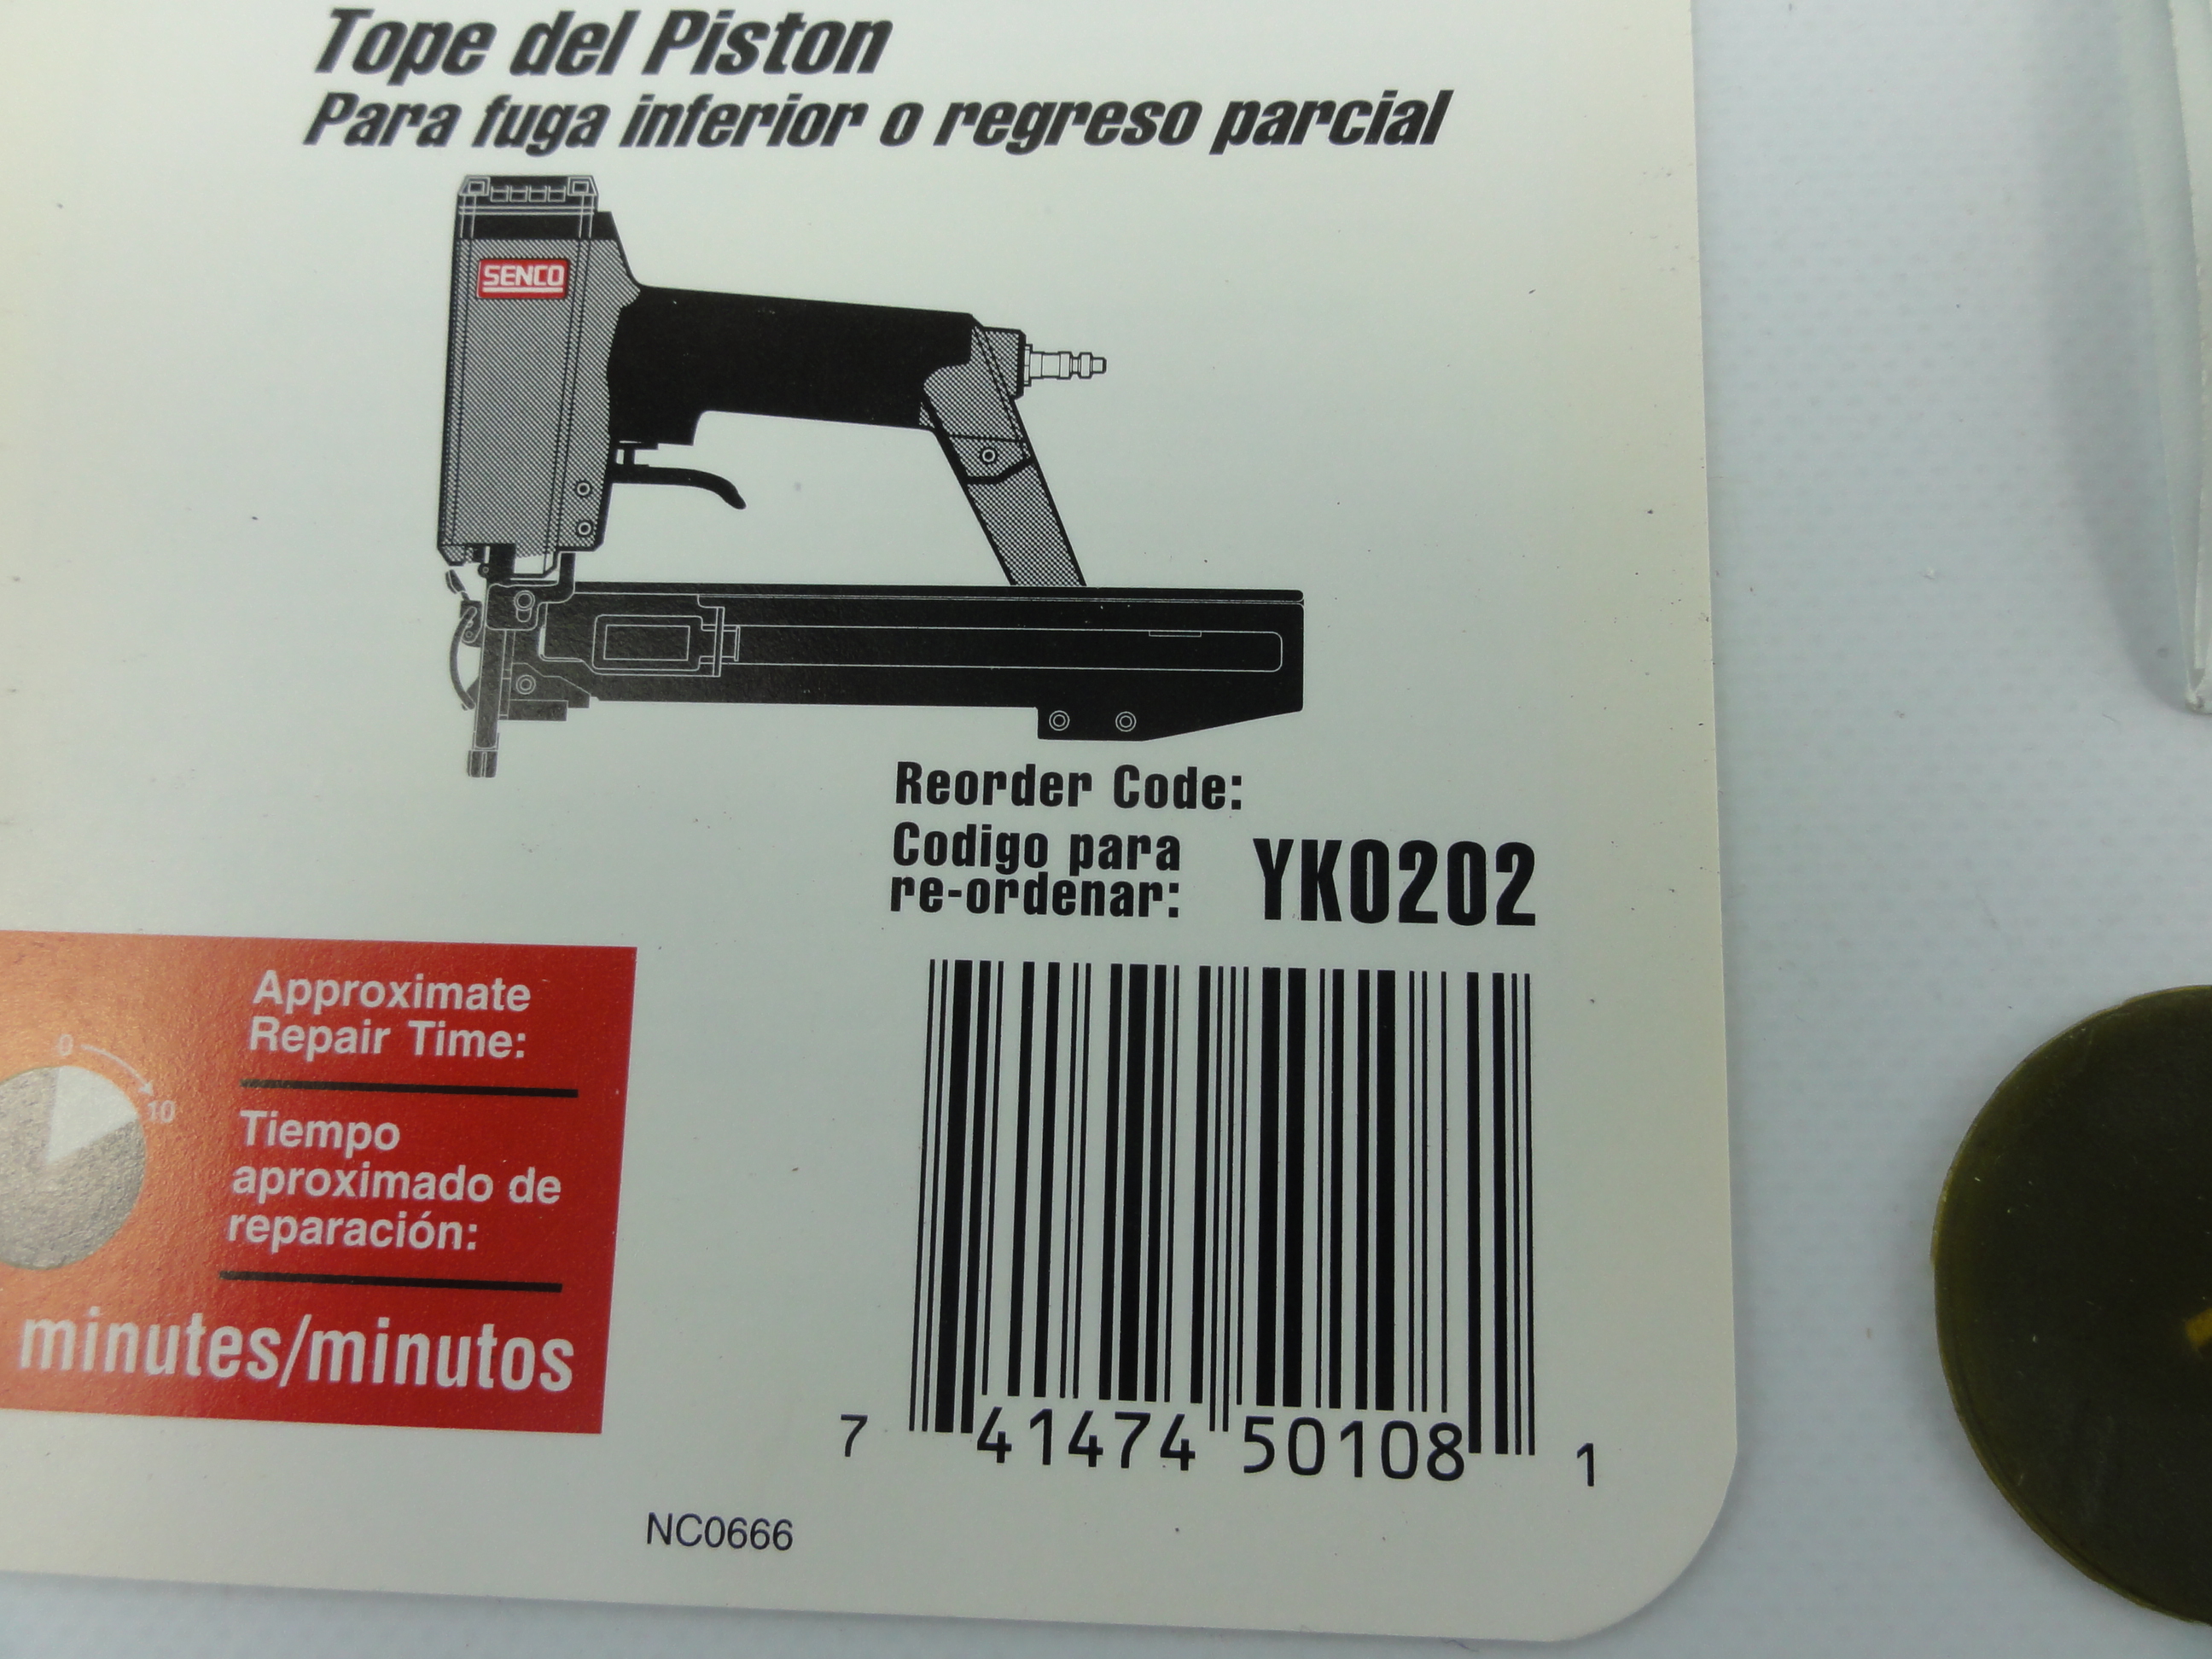 Tope del Piston
Para fuga inferior o regreso parcial
SENCO
Reorder Code:
Codigo para
re-ordenar:
YK0202
Approximate
Repair Time:
0
10
Tiempo
aproximado de
reparación:
minutes/minutos
7 41474 50108 1
NC0666